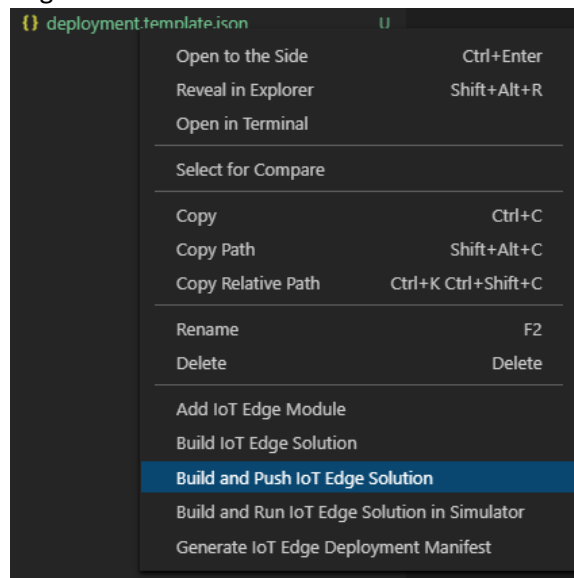 {} deployment.template.json U
Open to the Side Ctrl+Enter
Reveal in Explorer Shift+Alt+R
Open in Terminal
Select for Compare
Copy Ctrl+C
Copy Path Shift+Alt+C
Copy Relative Path Ctrl+K Ctrl+Shift+C
Rename F2
Delete Delete
Add IoT Edge Module
Build IoT Edge Solution
Build and Push IoT Edge Solution
Build and Run IoT Edge Solution in Simulator
Generate IoT Edge Deployment Manifest